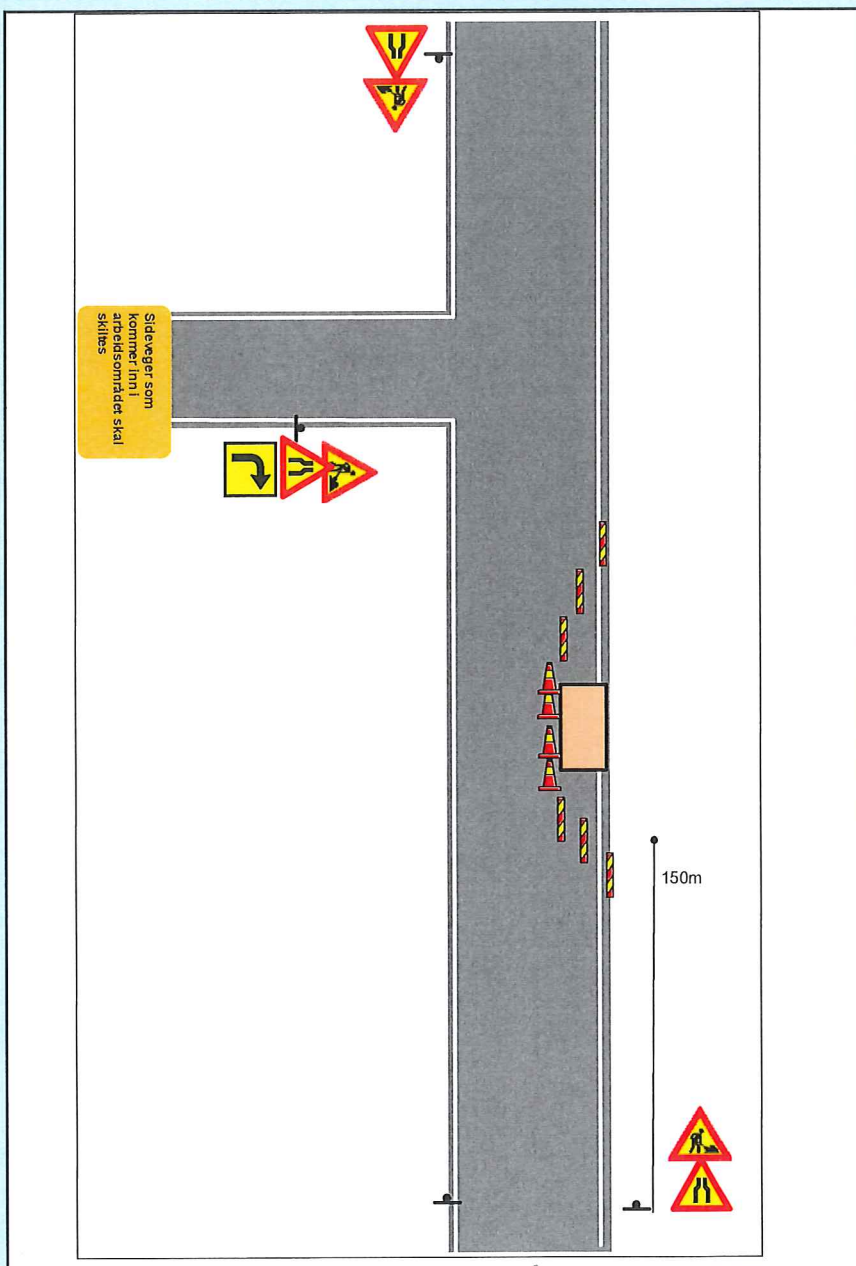 Sideveger som
kommer inn i
arbeidsområdet skal
skiltes
150m